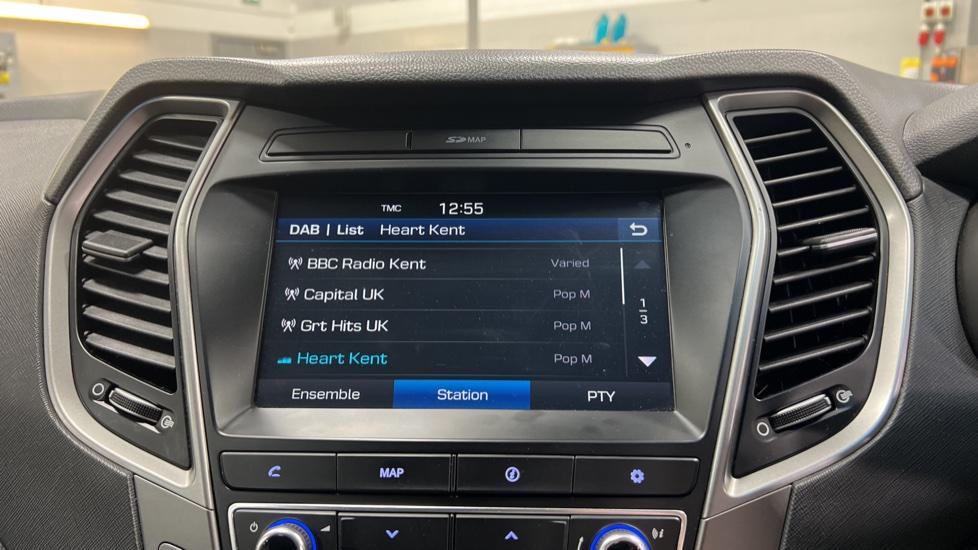 SD MAP
TMC 12:55
DAB | List Heart Kent
BBC Radio Kent Varied
Capital UK Pop M
Grt Hits UK Pop M
Heart Kent Pop M
1
3
Ensemble Station PTY
MAP